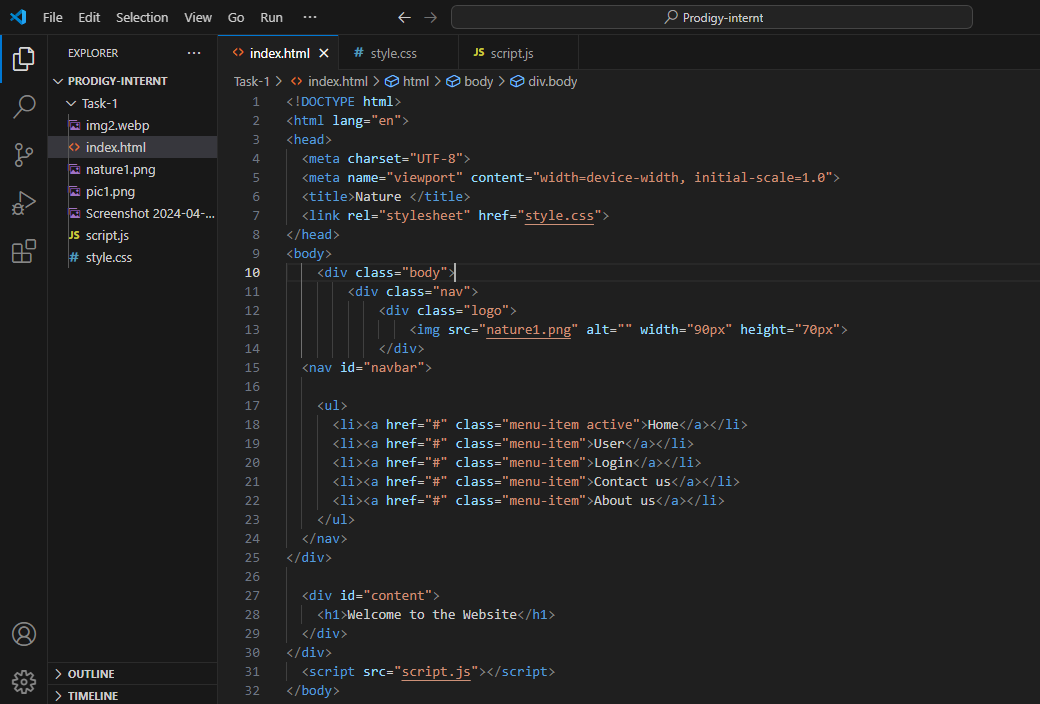 File Edit Selection View Go Run ···
Prodigy-internt
EXPLORER ···
PRODIGY-INTERNT
Task-1
img2.webp
index.html
nature1.png
pic1.png
Screenshot 2024-04-...
JS script.js
# style.css
OUTLINE
TIMELINE
index.html
# style.css
JS script.js
Task-1 > index.html > html > body > div.body
1 <!DOCTYPE html>
2 <html lang="en">
3 <head>
4 <meta charset="UTF-8">
5 <meta name="viewport" content="width=device-width, initial-scale=1.0">
6 <title>Nature </title>
7 <link rel="stylesheet" href="style.css">
8 </head>
9 <body>
10 <div class="body">
11 <div class="nav">
12 <div class="logo">
13 <img src="nature1.png" alt="" width="90px" height="70px">
14 </div>
15 <nav id="navbar">
16
17 <ul>
18 <li><a href="#" class="menu-item active">Home</a></li>
19 <li><a href="#" class="menu-item">User</a></li>
20 <li><a href="#" class="menu-item">Login</a></li>
21 <li><a href="#" class="menu-item">Contact us</a></li>
22 <li><a href="#" class="menu-item">About us</a></li>
23 </ul>
24 </nav>
25 </div>
26
27 <div id="content">
28 <h1>Welcome to the Website</h1>
29 </div>
30 </div>
31 <script src="script.js"></script>
32 </body>